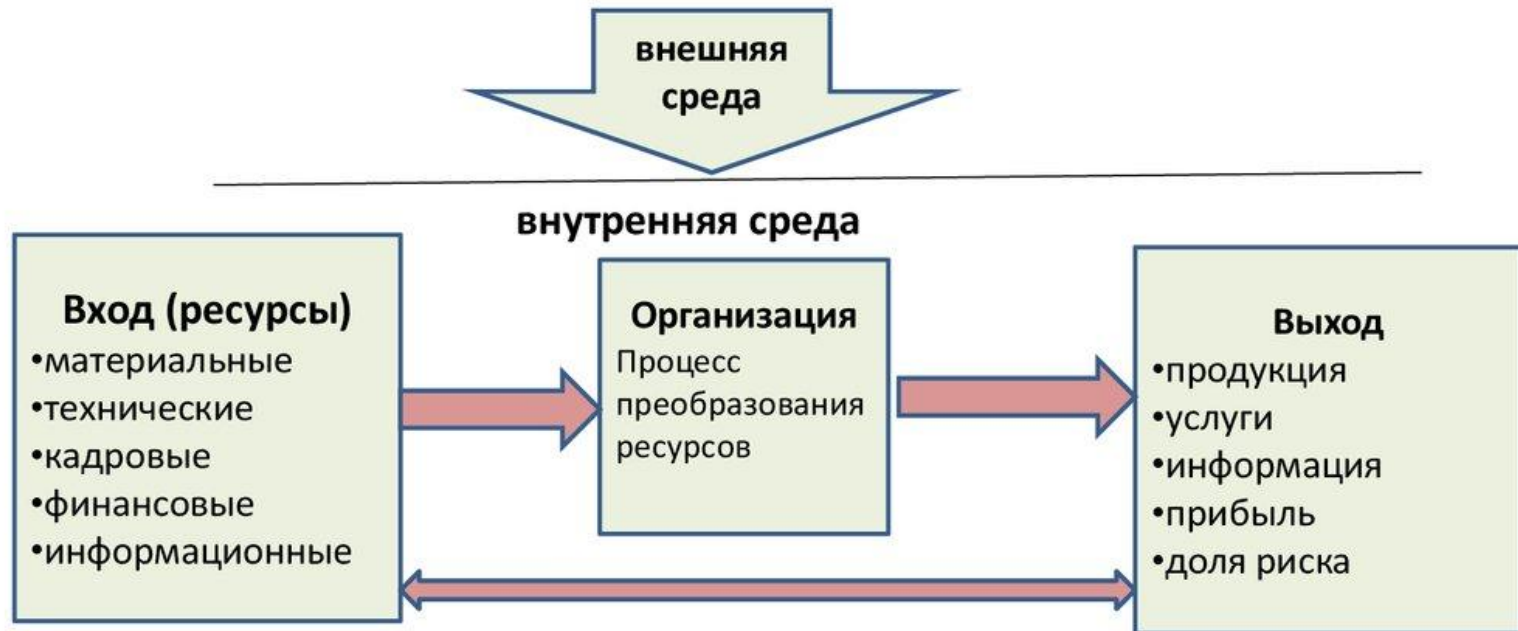 внешняя
среда
внутренняя среда
Вход (ресурсы)
•материальные
•технические
•кадровые
•финансовые
•информационные
Организация
Процесс
преобразования
ресурсов
Выход
•продукция
•услуги
•информация
•прибыль
•доля риска